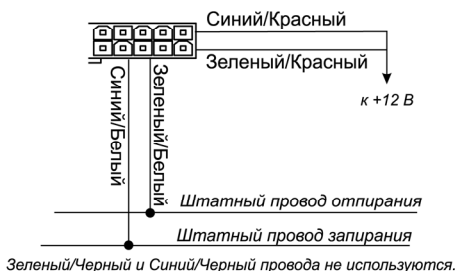 Синий/Красный
Зеленый/Красный
к +12 В
Синий/Белый
Зеленый/Белый
Штатный провод отпирания
Штатный провод запирания
Зеленый/Черный и Синий/Черный провода не используются.